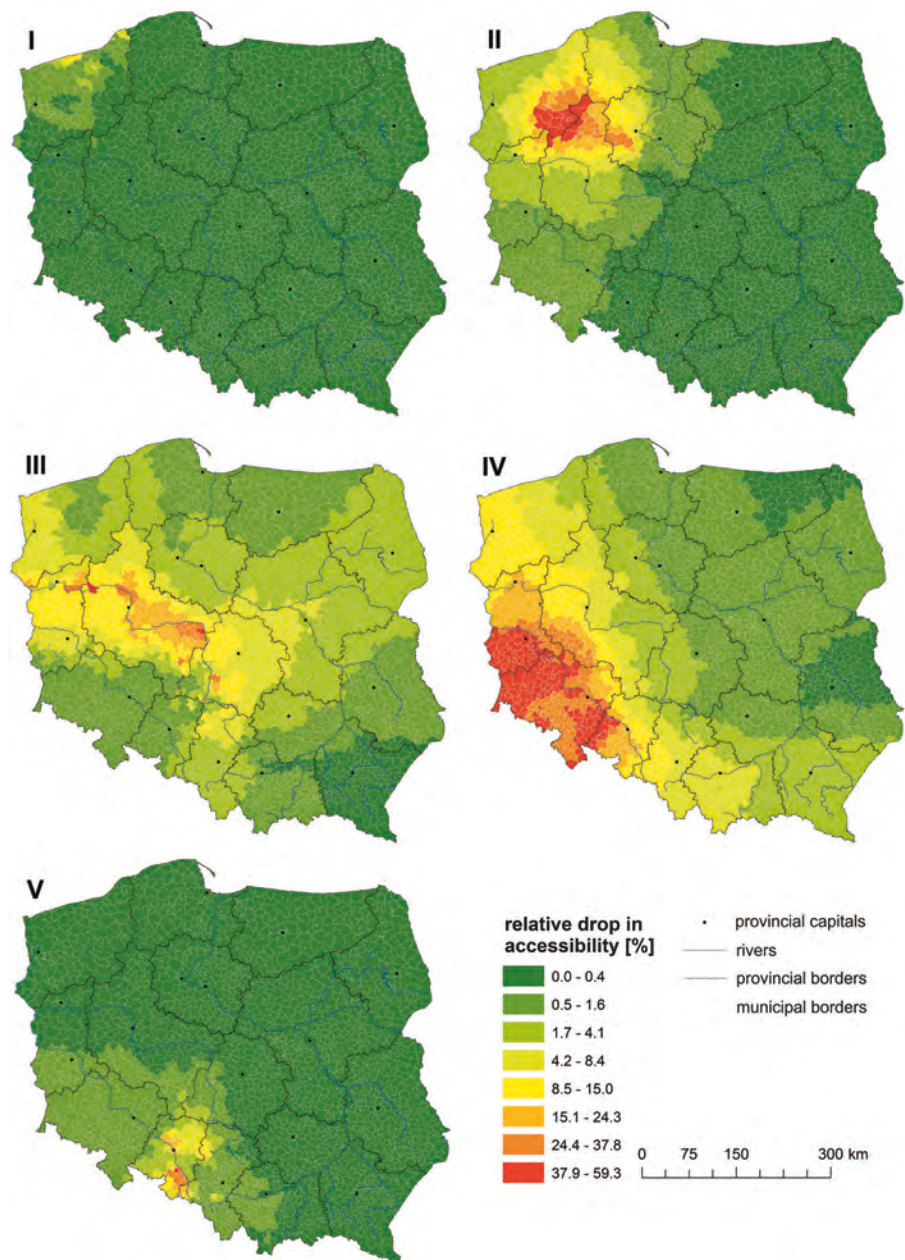 I
II
III
IV
V
relative drop in
accessibility [%]
0.0 - 0.4
0.5 - 1.6
1.7 - 4.1
4.2 - 8.4
8.5 - 15.0
15.1 - 24.3
24.4 - 37.8
37.9 - 59.3
provincial capitals
rivers
provincial borders
municipal borders
0 75 150 300 km